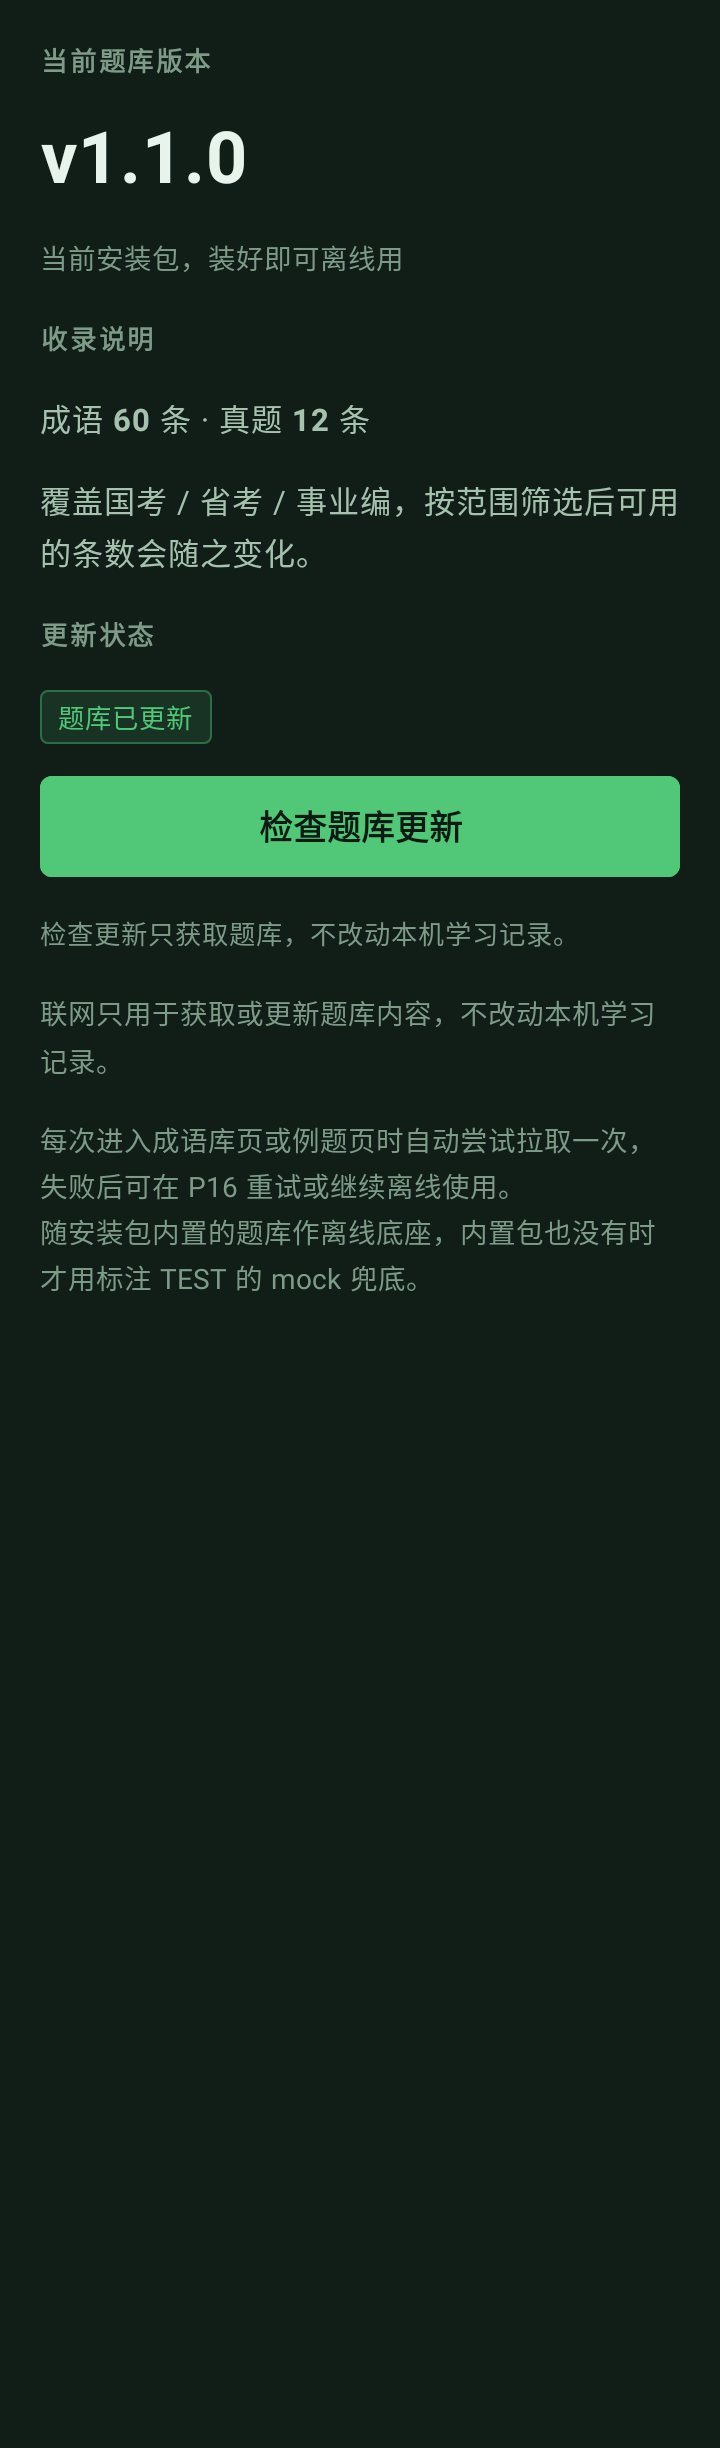 当前题库版本
v1.1.0
当前安装包，装好即可离线用
收录说明
成语 60 条 · 真题 12 条
覆盖国考 / 省考 / 事业编，按范围筛选后可用
的条数会随之变化。
更新状态
题库已更新
检查题库更新
检查更新只获取题库，不改动本机学习记录。
联网只用于获取或更新题库内容，不改动本机学习
记录。
每次进入成语库页或例题页时自动尝试拉取一次，
失败后可在 P16 重试或继续离线使用。
随安装包内置的题库作离线底座，内置包也没有时
才用标注 TEST 的 mock 兜底。